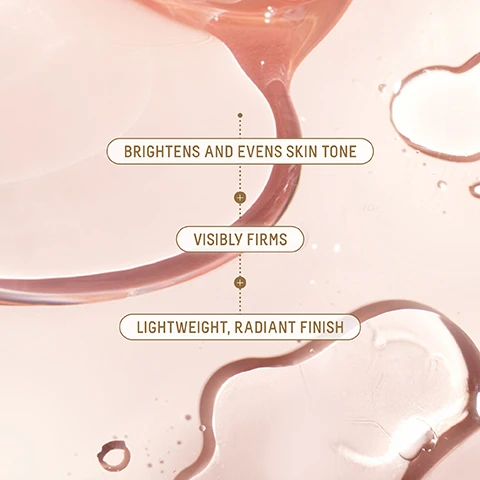 BRIGHTENS AND EVENS SKIN TONE
+
VISIBLY FIRMS
+
LIGHTWEIGHT, RADIANT FINISH